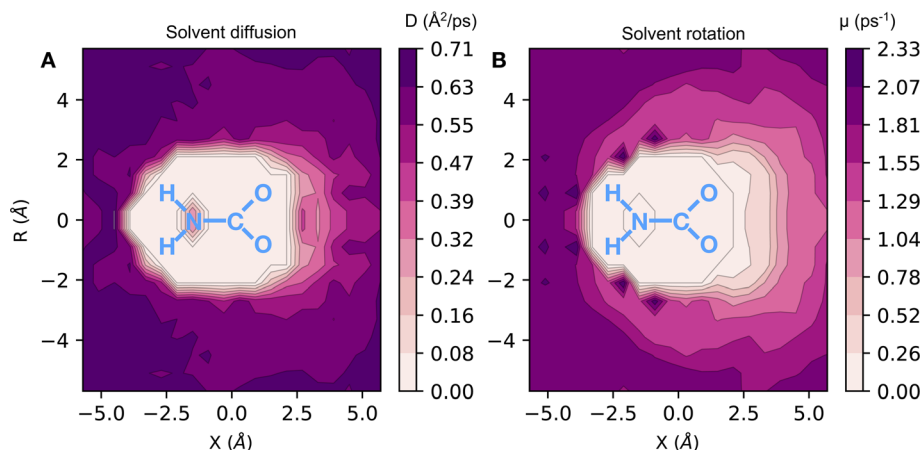 Solvent diffusion
D (Å²/ps)
Solvent rotation
μ (ps⁻¹)
A
B
0.71
0.63
0.55
0.47
0.39
0.32
0.24
0.16
0.08
0.00
2.33
2.07
1.81
1.55
1.29
1.04
0.78
0.52
0.26
0.00
4
2
0
−2
−4
R (Å)
H
H
N
C
O
O
−5.0
−2.5
0.0
2.5
5.0
X (Å)
4
2
0
−2
−4
R (Å)
H
H
N
C
O
O
−5.0
−2.5
0.0
2.5
5.0
X (Å)